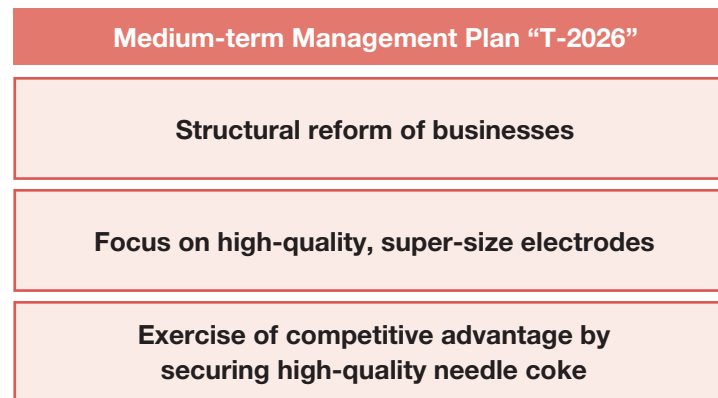 Medium-term Management Plan “T-2026”
Structural reform of businesses
Focus on high-quality, super-size electrodes
Exercise of competitive advantage by
securing high-quality needle coke